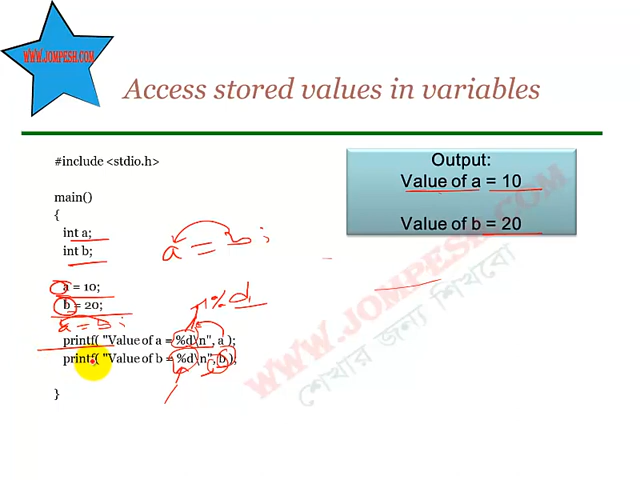 WWW.JOMPESH.COM
Access stored values in variables
#include <stdio.h>
main()
{
int a;
int b;
a = 10;
b = 20;
a = b;
printf( "Value of a = %d\n", a );
printf( "Value of b = %d\n", b );
}
Output:
Value of a = 10
Value of b = 20
a = b;
%d
WWW.JOMPESH.COM
শেখার জন্য শিখবো